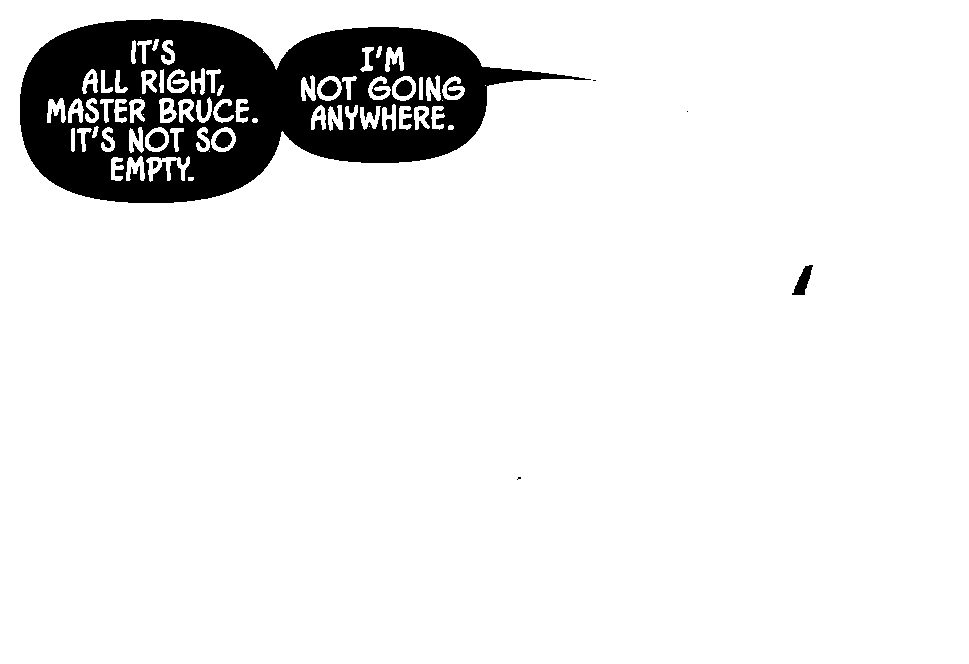 IT'S
ALL RIGHT,
MASTER BRUCE.
IT'S NOT SO
EMPTY.
I'M
NOT GOING
ANYWHERE.